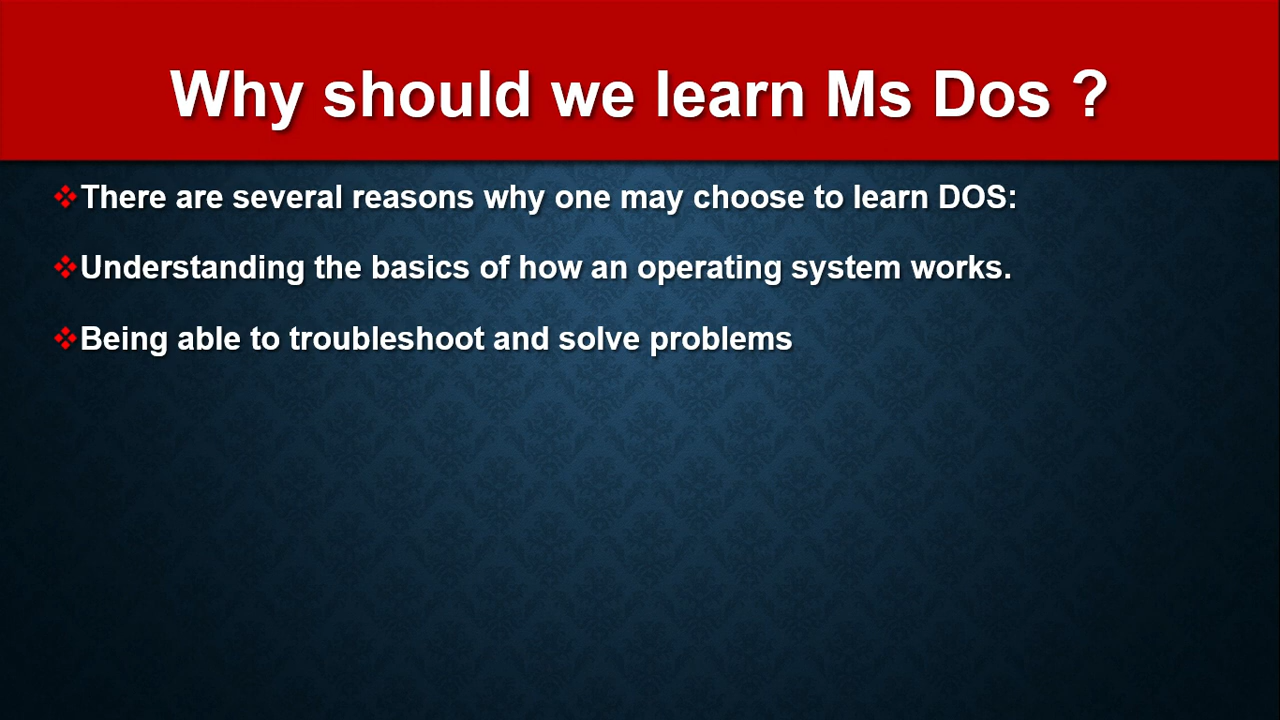 Why should we learn Ms Dos ?
❖There are several reasons why one may choose to learn DOS:
❖Understanding the basics of how an operating system works.
❖Being able to troubleshoot and solve problems